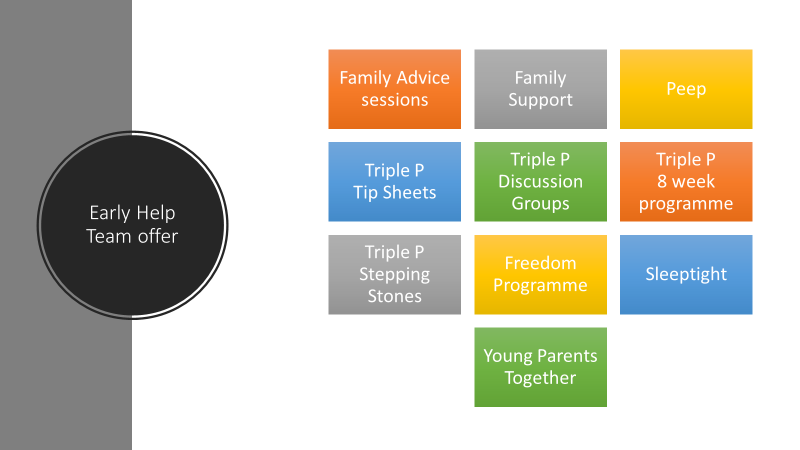 Early Help
Team offer
Family Advice
sessions
Family
Support
Peep
Triple P
Tip Sheets
Triple P
Discussion
Groups
Triple P
8 week
programme
Triple P
Stepping
Stones
Freedom
Programme
Sleeptight
Young Parents
Together